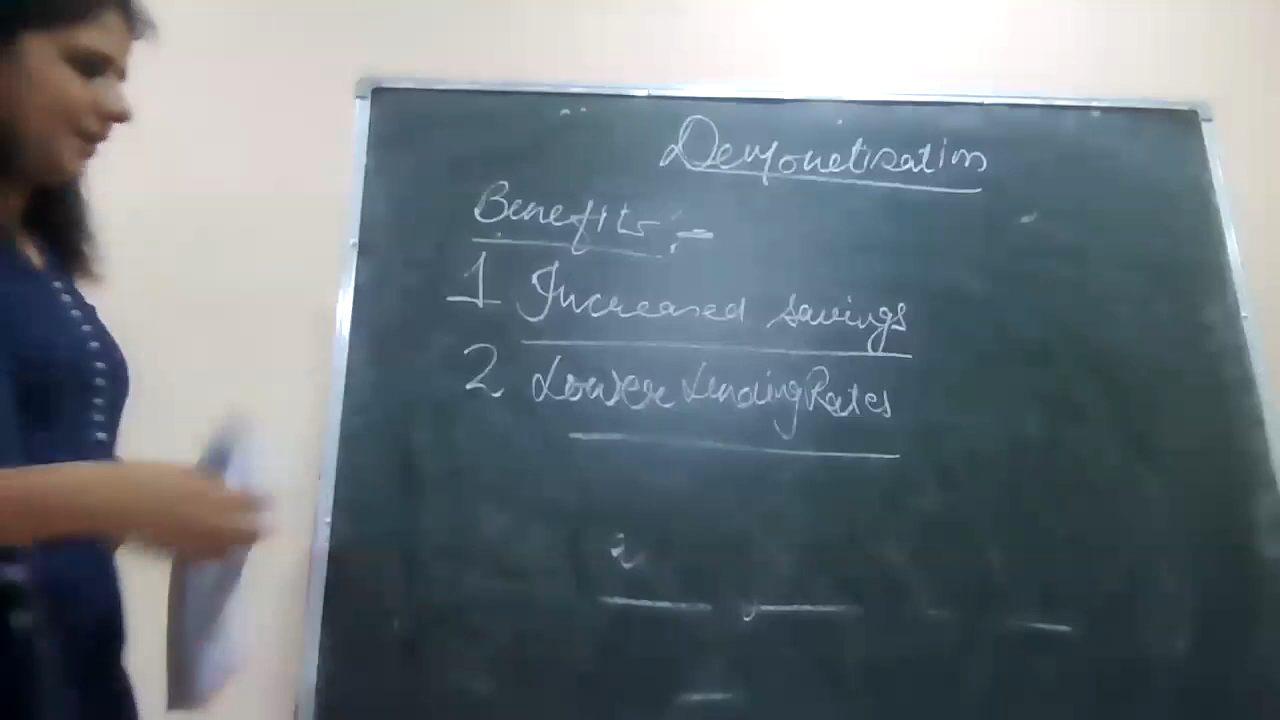 Demonetisation
Benefits :-
1 Increased savings
2 Lower Lending Rates